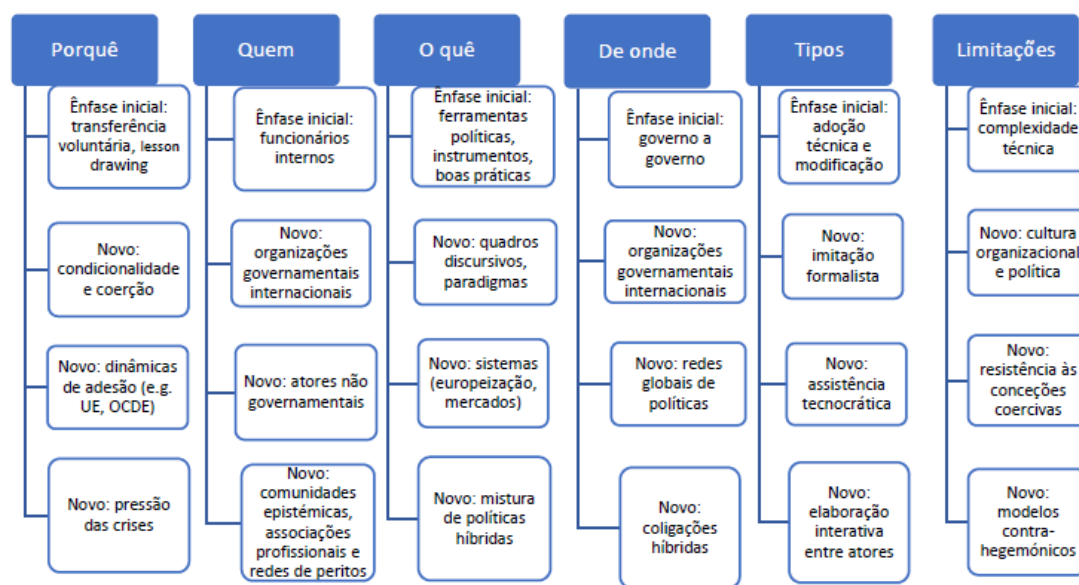 Porquê
Ênfase inicial:
transferência
voluntária, lesson
drawing
Novo:
condicionalidade
e coerção
Novo: dinâmicas
de adesão (e.g.
UE, OCDE)
Novo: pressão
das crises
Quem
Ênfase inicial:
funcionários
internos
Novo:
organizações
governamentais
internacionais
Novo: atores não
governamentais
Novo:
comunidades
epistémicas,
associações
profissionais e
redes de peritos
O quê
Ênfase inicial:
ferramentas
políticas,
instrumentos,
boas práticas
Novo: quadros
discursivos,
paradigmas
Novo: sistemas
(europeização,
mercados)
Novo: mistura
de políticas
híbridas
De onde
Ênfase inicial:
governo a
governo
Novo:
organizações
governamentais
internacionais
Novo: redes
globais de
políticas
Novo:
coligações
híbridas
Tipos
Ênfase inicial:
adoção
técnica e
modificação
Novo:
imitação
formalista
Novo:
assistência
tecnocrática
Novo:
elaboração
interativa
entre atores
Limitações
Ênfase inicial:
complexidade
técnica
Novo: cultura
organizacional
e política
Novo:
resistência às
conceções
coercivas
Novo:
modelos
contra-
hegemónicos